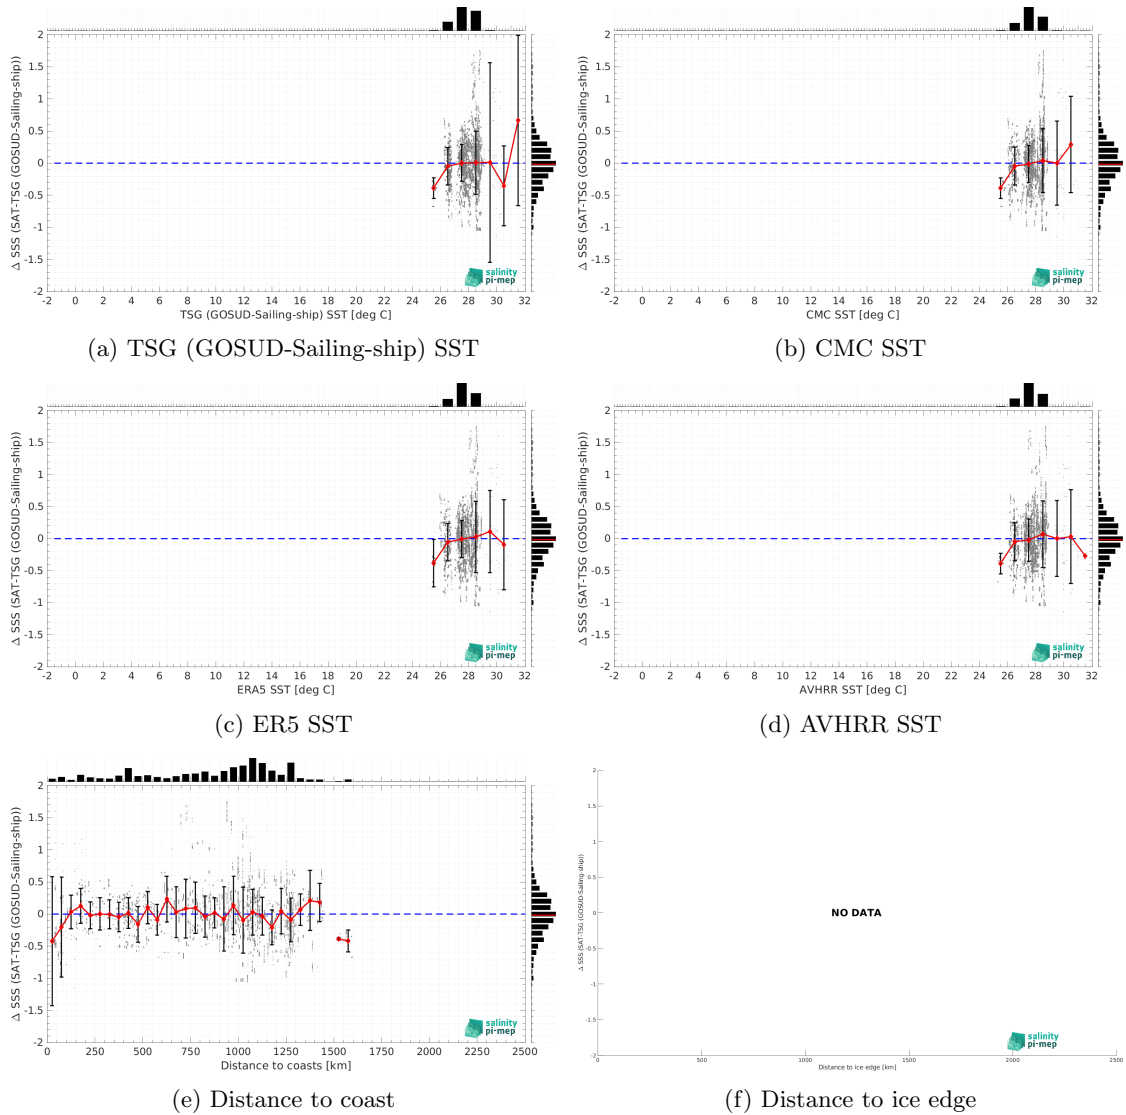 2
1.5
1
0.5
0
-0.5
-1
-1.5
-2
Δ SSS (SAT-TSG (GOSUD-Sailing-ship))
-2 0 2 4 6 8 10 12 14 16 18 20 22 24 26 28 30 32
TSG (GOSUD-Sailing-ship) SST [deg C]
salinity
pi-mep
(a) TSG (GOSUD-Sailing-ship) SST
2
1.5
1
0.5
0
-0.5
-1
-1.5
-2
Δ SSS (SAT-TSG (GOSUD-Sailing-ship))
-2 0 2 4 6 8 10 12 14 16 18 20 22 24 26 28 30 32
CMC SST [deg C]
salinity
pi-mep
(b) CMC SST
2
1.5
1
0.5
0
-0.5
-1
-1.5
-2
Δ SSS (SAT-TSG (GOSUD-Sailing-ship))
-2 0 2 4 6 8 10 12 14 16 18 20 22 24 26 28 30 32
ERA5 SST [deg C]
salinity
pi-mep
(c) ER5 SST
2
1.5
1
0.5
0
-0.5
-1
-1.5
-2
Δ SSS (SAT-TSG (GOSUD-Sailing-ship))
-2 0 2 4 6 8 10 12 14 16 18 20 22 24 26 28 30 32
AVHRR SST [deg C]
salinity
pi-mep
(d) AVHRR SST
2
1.5
1
0.5
0
-0.5
-1
-1.5
-2
Δ SSS (SAT-TSG (GOSUD-Sailing-ship))
0 250 500 750 1000 1250 1500 1750 2000 2250 2500
Distance to coasts [km]
salinity
pi-mep
(e) Distance to coast
2
1.5
1
0.5
0
-0.5
-1
-1.5
-2
Δ SSS (SAT-TSG (GOSUD-Sailing-ship))
NO DATA
0 500 1000 1500 2000 2500
Distance to ice edge [km]
salinity
pi-mep
(f) Distance to ice edge